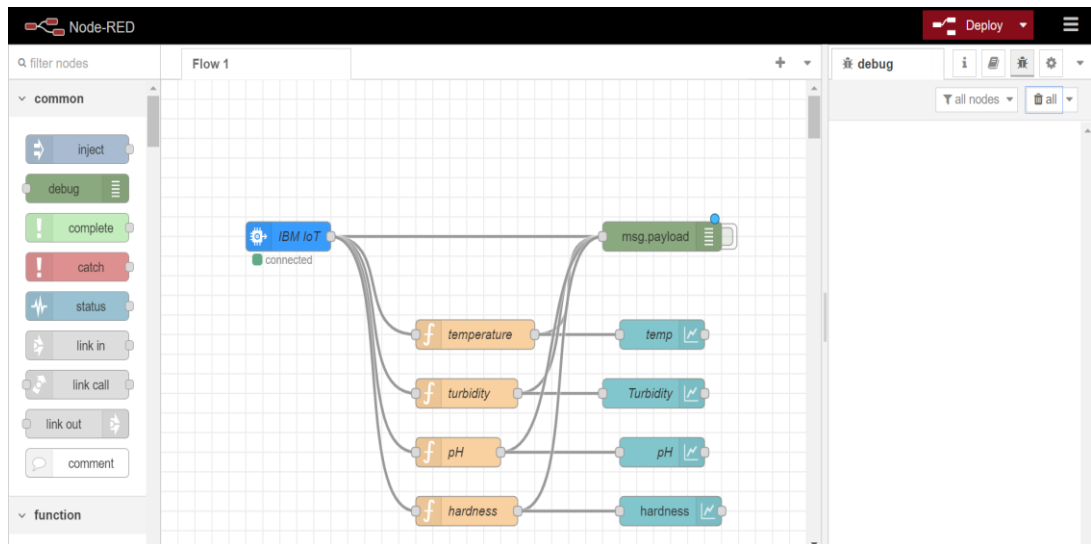 Node-RED
Deploy
filter nodes
Flow 1
debug
i
all nodes
all
common
inject
debug
complete
catch
status
link in
link call
link out
comment
function
IBM IoT
connected
msg.payload
f temperature
temp
f turbidity
Turbidity
f pH
pH
f hardness
hardness